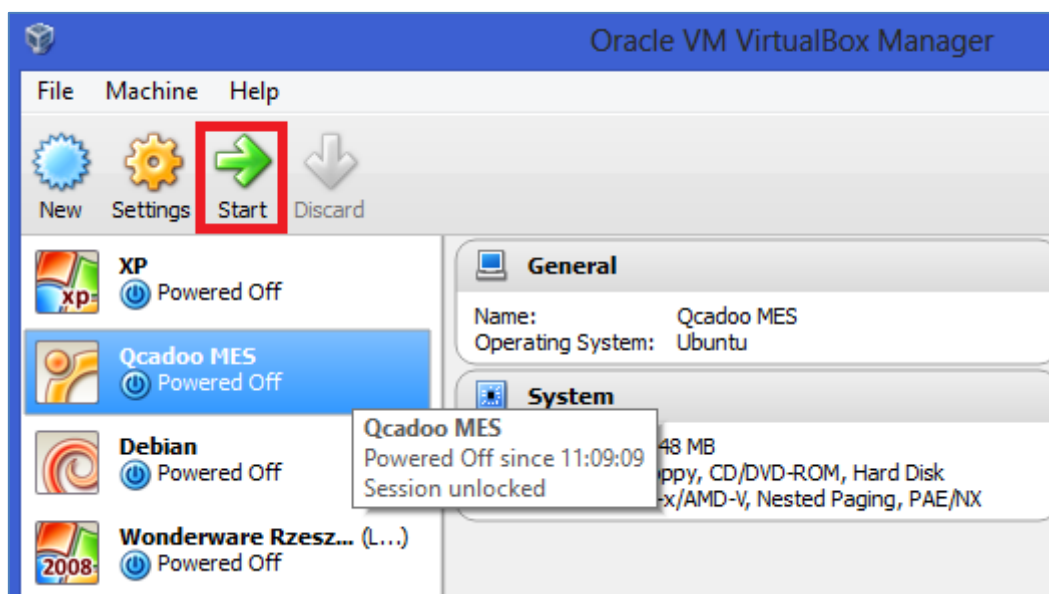 Oracle VM VirtualBox Manager
File Machine Help
New Settings Start Discard
XP
Powered Off
xp
Qcadoo MES
Powered Off
Debian
Powered Off
Wonderware Rzesz... (L...)
Powered Off
2008
General
Name: Qcadoo MES
Operating System: Ubuntu
System
48 MB
ppy, CD/DVD-ROM, Hard Disk
-x/AMD-V, Nested Paging, PAE/NX
Qcadoo MES
Powered Off since 11:09:09
Session unlocked